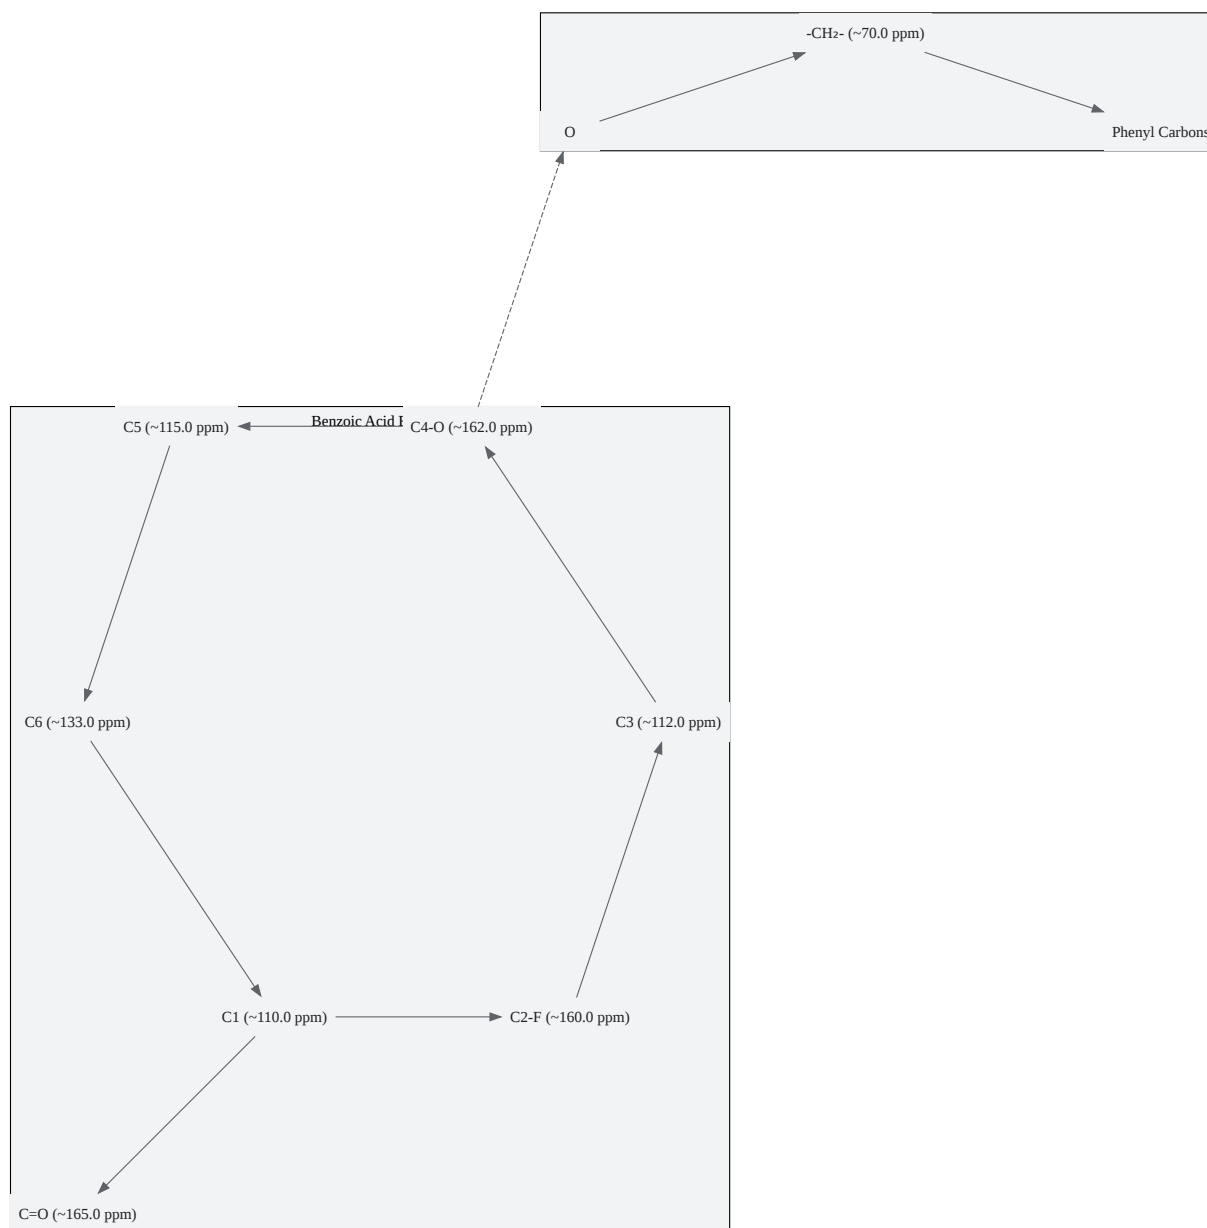 -CH₂- (~70.0 ppm)
O
Phenyl Carbons
Benzoic Acid
C5 (~115.0 ppm)
C4-O (~162.0 ppm)
C6 (~133.0 ppm)
C3 (~112.0 ppm)
C1 (~110.0 ppm)
C2-F (~160.0 ppm)
C=O (~165.0 ppm)